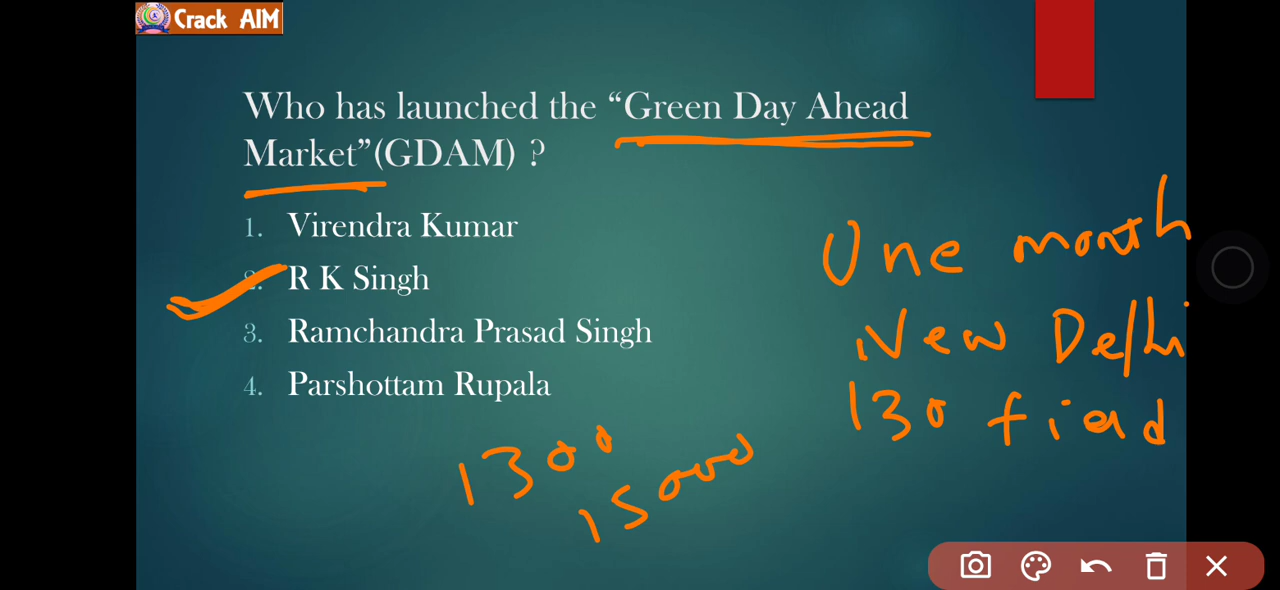 Crack AIM
Who has launched the “Green Day Ahead
Market”(GDAM) ?
1. Virendra Kumar
2. R K Singh
3. Ramchandra Prasad Singh
4. Parshottam Rupala
One month
New Delhi
130 fiad
1300
15000